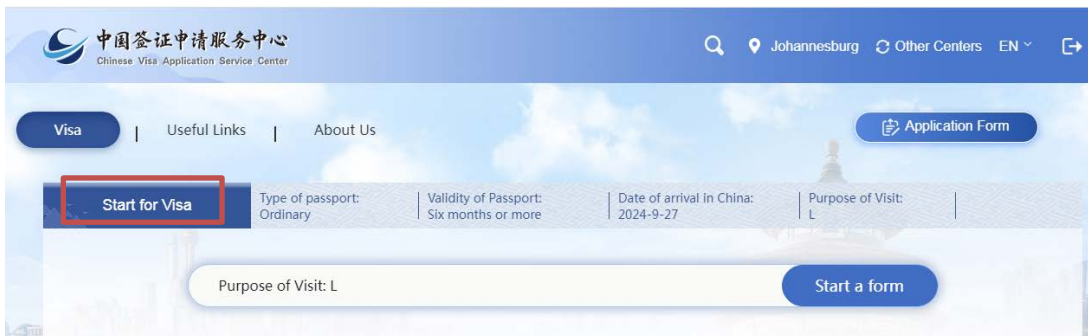 中国签证申请服务中心
Chinese Visa Application Service Center
Johannesburg Other Centers EN
Visa | Useful Links | About Us
Application Form
Start for Visa
Type of passport:
Ordinary
Validity of Passport:
Six months or more
Date of arrival in China:
2024-9-27
Purpose of Visit:
L
Purpose of Visit: L
Start a form